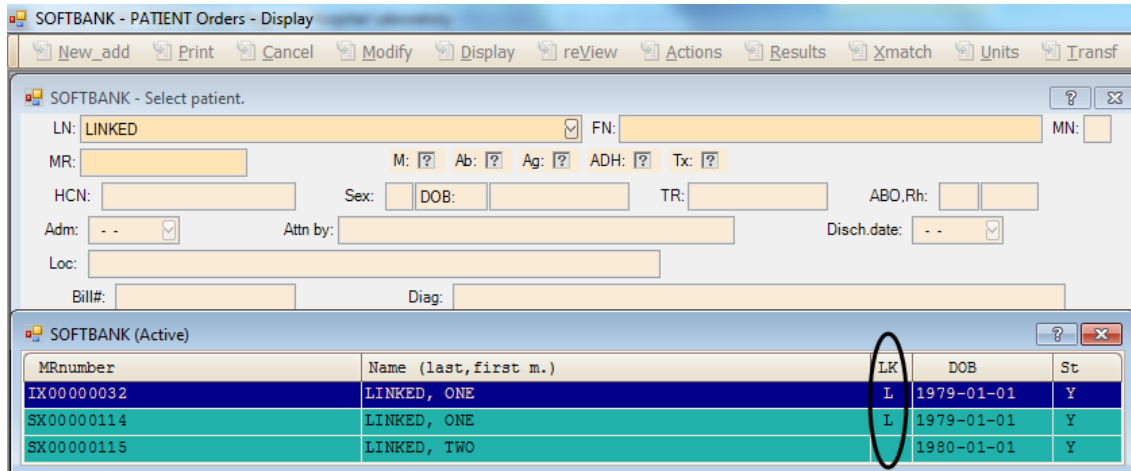 SOFTBANK - PATIENT Orders - Display
New_add Print Cancel Modify Display reView Actions Results Xmatch Units Transf
SOFTBANK - Select patient. ?
LN: LINKED FN: MN:
MR: M: ? Ab: ? Ag: ? ADH: ? Tx: ?
HCN: Sex: DOB: TR: ABO,Rh:
Adm: - - Attn by: Disch.date: - -
Loc:
Bill#: Diag:
SOFTBANK (Active) ?
MRnumber Name (last,first m.) LK DOB St
IX00000032 LINKED, ONE L 1979-01-01 Y
SX00000114 LINKED, ONE L 1979-01-01 Y
SX00000115 LINKED, TWO 1980-01-01 Y